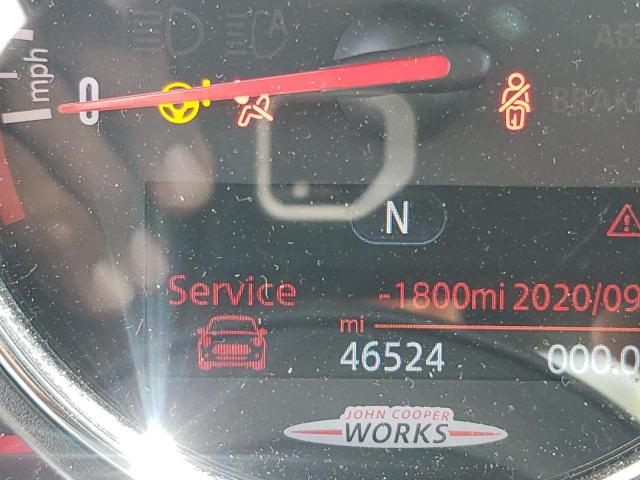 mph
0
N
Service -1800mi 2020/09
mi
46524 000.0
JOHN COOPER
WORKS